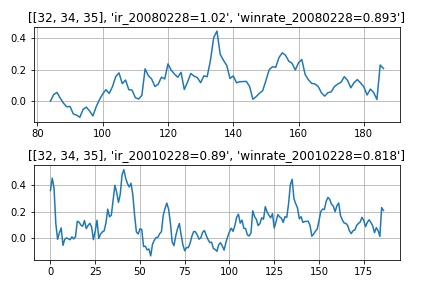 [[32, 34, 35], 'ir_20080228=1.02', 'winrate_20080228=0.893']
0.4
0.2
0.0
80 100 120 140 160 180
[[32, 34, 35], 'ir_20010228=0.89', 'winrate_20010228=0.818']
0.4
0.2
0.0
0 25 50 75 100 125 150 175